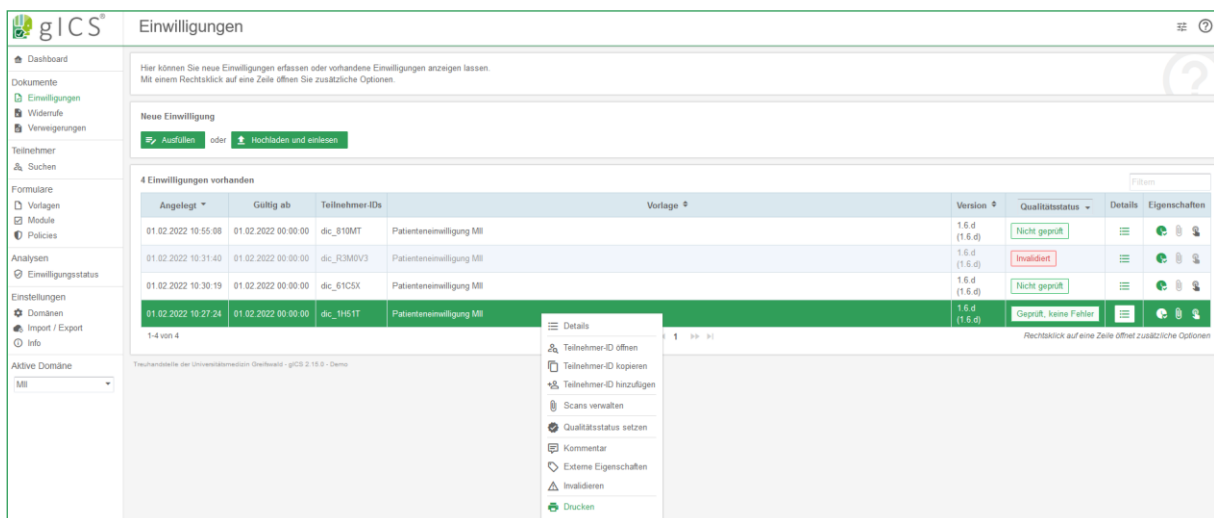 gICS®
Einwilligungen
Dashboard
Dokumente
Einwilligungen
Widerrufe
Verweigerungen
Teilnehmer
Suchen
Formulare
Vorlagen
Module
Policies
Analysen
Einwilligungsstatus
Einstellungen
Domänen
Import / Export
Info
Aktive Domäne
MII
Hier können Sie neue Einwilligungen erfassen oder vorhandene Einwilligungen anzeigen lassen.
Mit einem Rechtsklick auf eine Zeile öffnen Sie zusätzliche Optionen.
Neue Einwilligung
Ausfüllen oder Hochladen und einlesen
4 Einwilligungen vorhanden Filtern
Angelegt Gültig ab Teilnehmer-IDs Vorlage Version Qualitätsstatus Details Eigenschaften
01.02.2022 10:55:08 01.02.2022 00:00:00 dic_810MT Patienteneinwilligung MII 1.6.d (1.6.d) Nicht geprüft
01.02.2022 10:31:40 01.02.2022 00:00:00 dic_R3M0V3 Patienteneinwilligung MII 1.6.d (1.6.d) Invalidiert
01.02.2022 10:30:19 01.02.2022 00:00:00 dic_61C5X Patienteneinwilligung MII 1.6.d (1.6.d) Nicht geprüft
01.02.2022 10:27:24 01.02.2022 00:00:00 dic_1H51T Patienteneinwilligung MII 1.6.d (1.6.d) Geprüft, keine Fehler
1-4 von 4 1 Rechtsklick auf eine Zeile öffnet zusätzliche Optionen
Details
Teilnehmer-ID öffnen
Teilnehmer-ID kopieren
Teilnehmer-ID hinzufügen
Scans verwalten
Qualitätsstatus setzen
Kommentar
Externe Eigenschaften
Invalidieren
Drucken
Treuhandstelle der Universitätsmedizin Greifswald - gICS - Demo